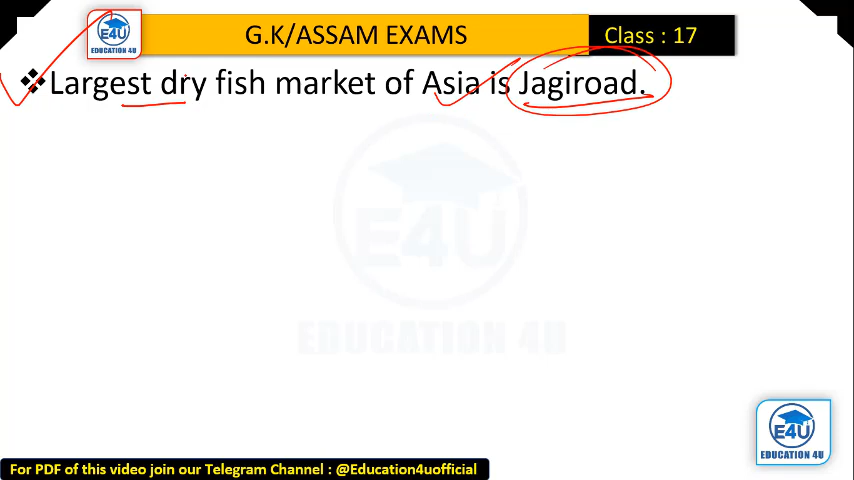 E4U
EDUCATION 4U
G.K/ASSAM EXAMS
Class : 17
❖Largest dry fish market of Asia is Jagiroad.
E4U
EDUCATION 4U
E4U
EDUCATION 4U
For PDF of this video join our Telegram Channel : @Education4uofficial